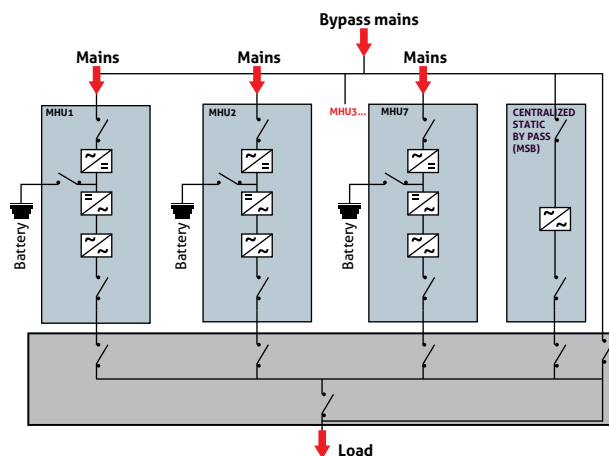 Bypass mains
Mains
Mains
Mains
MHU1
MHU2
MHU3...
MHU7
CENTRALIZED
STATIC
BY PASS
(MSB)
Battery
Battery
Battery
Load